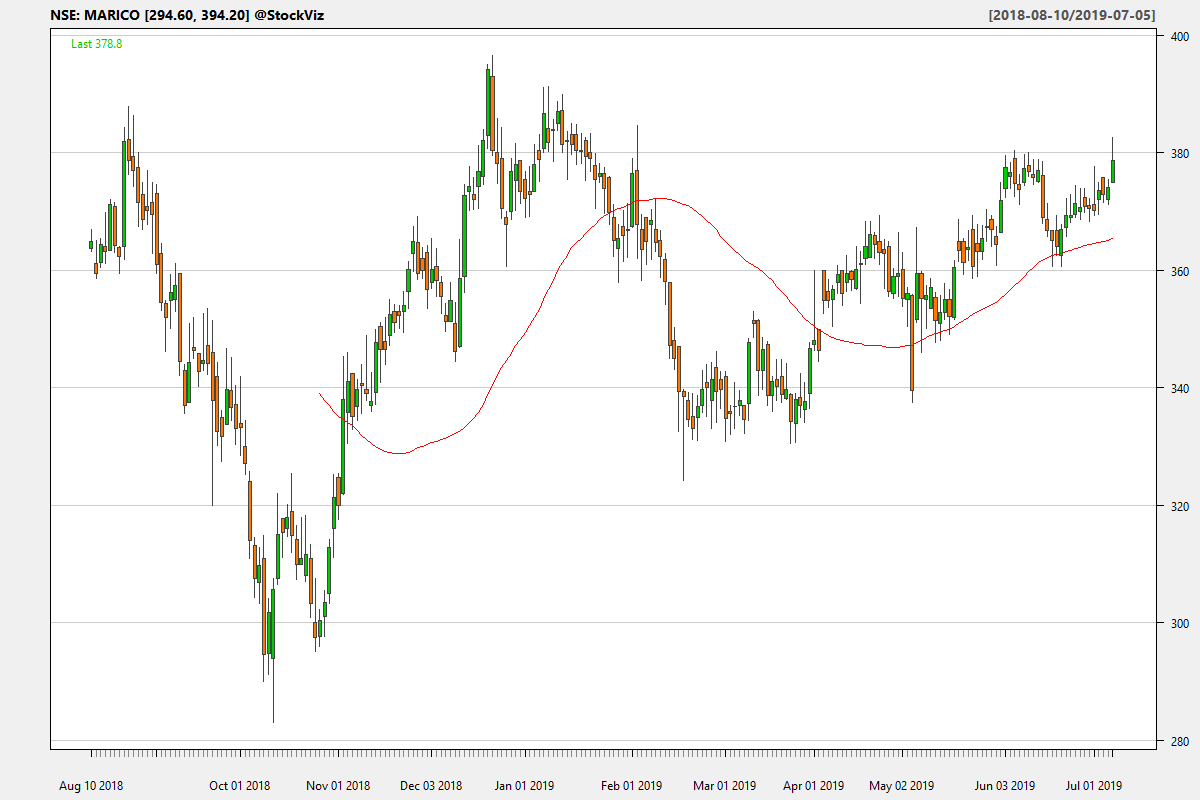 NSE: MARICO [294.60, 394.20] @StockViz
[2018-08-10/2019-07-05]
Last 378.8
400
380
360
340
320
300
280
Aug 10 2018
Oct 01 2018
Nov 01 2018
Dec 03 2018
Jan 01 2019
Feb 01 2019
Mar 01 2019
Apr 01 2019
May 02 2019
Jun 03 2019
Jul 01 2019